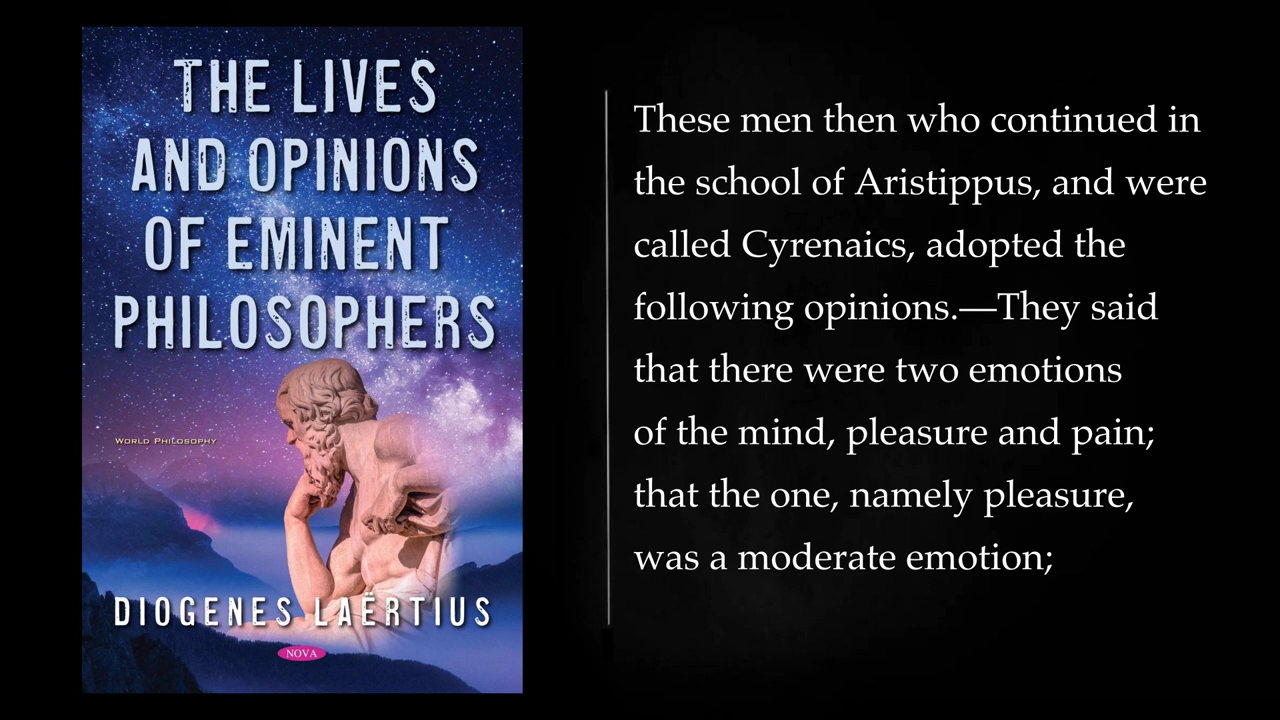 THE LIVES
AND OPINIONS
OF EMINENT
PHILOSOPHERS
WORLD PHILOSOPHY
DIOGENES LAËRTIUS
NOVA
These men then who continued in
the school of Aristippus, and were
called Cyrenaics, adopted the
following opinions.—They said
that there were two emotions
of the mind, pleasure and pain;
that the one, namely pleasure,
was a moderate emotion;